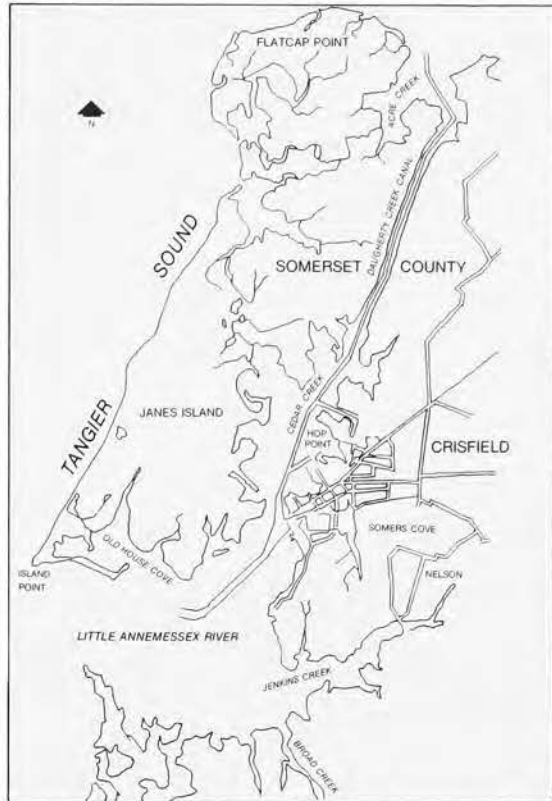 FLATCAP POINT
ACRE CREEK
N
DAUGHERTY CREEK CANAL
TANGIER SOUND
SOMERSET COUNTY
CEDAR CREEK
JANES ISLAND
HOP
POINT
CRISFIELD
SOMERS COVE
OLD HOUSE COVE
ISLAND
POINT
NELSON
LITTLE ANNEMESSEX RIVER
JENKINS CREEK
BROAD CREEK